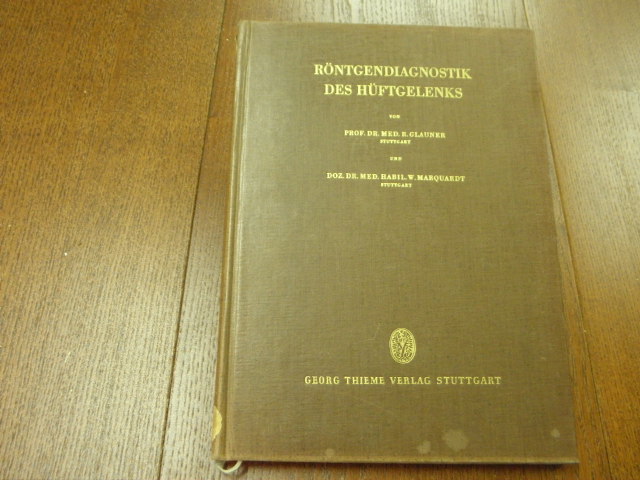 RÖNTGENDIAGNOSTIK
DES HÜFTGELENKS
VON
PROF. DR. MED. R. GLAUNER
STUTTGART
UND
DOZ. DR. MED. HABIL. W. MARQUARDT
STUTTGART
GEORG THIEME VERLAG STUTTGART